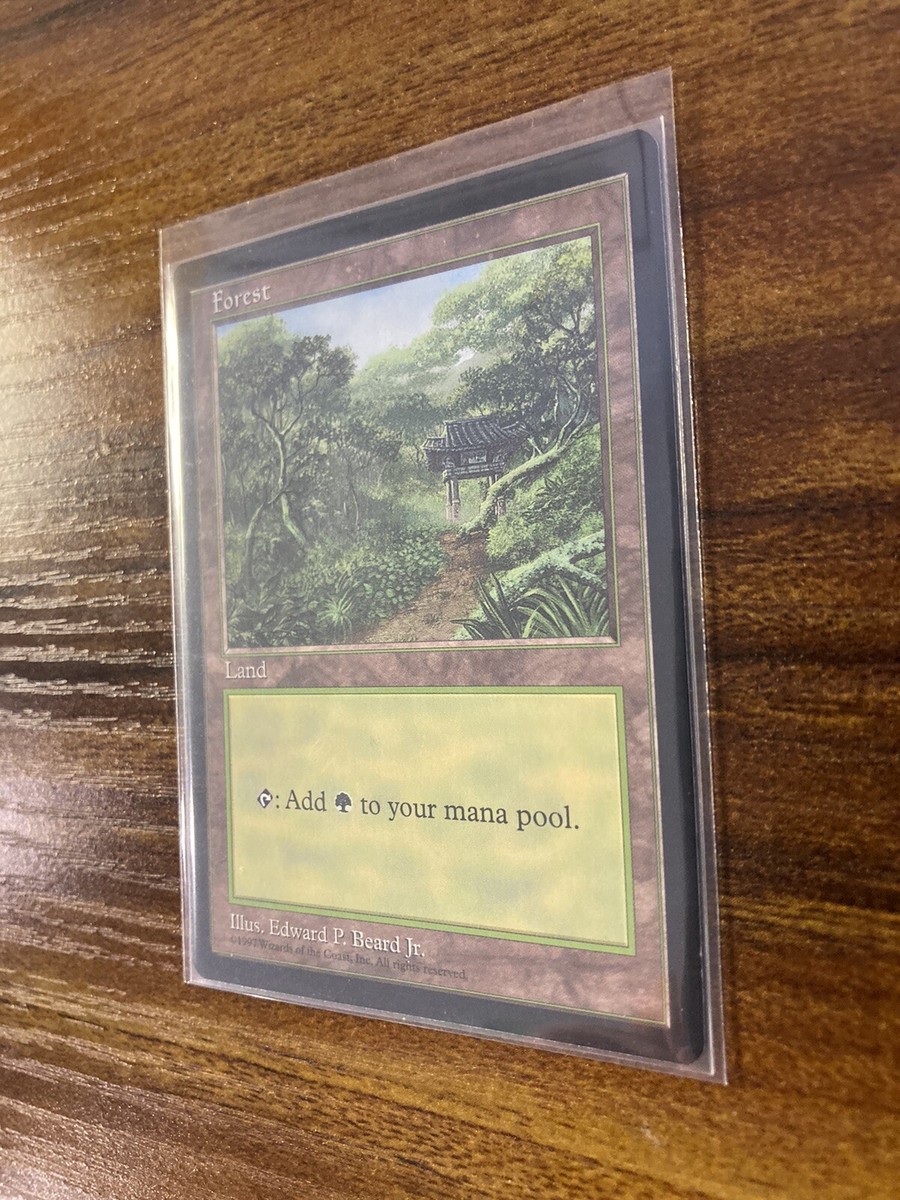 Forest
Land
: Add to your mana pool.
Illus. Edward P. Beard Jr.
©1997 Wizards of the Coast, Inc. All rights reserved.